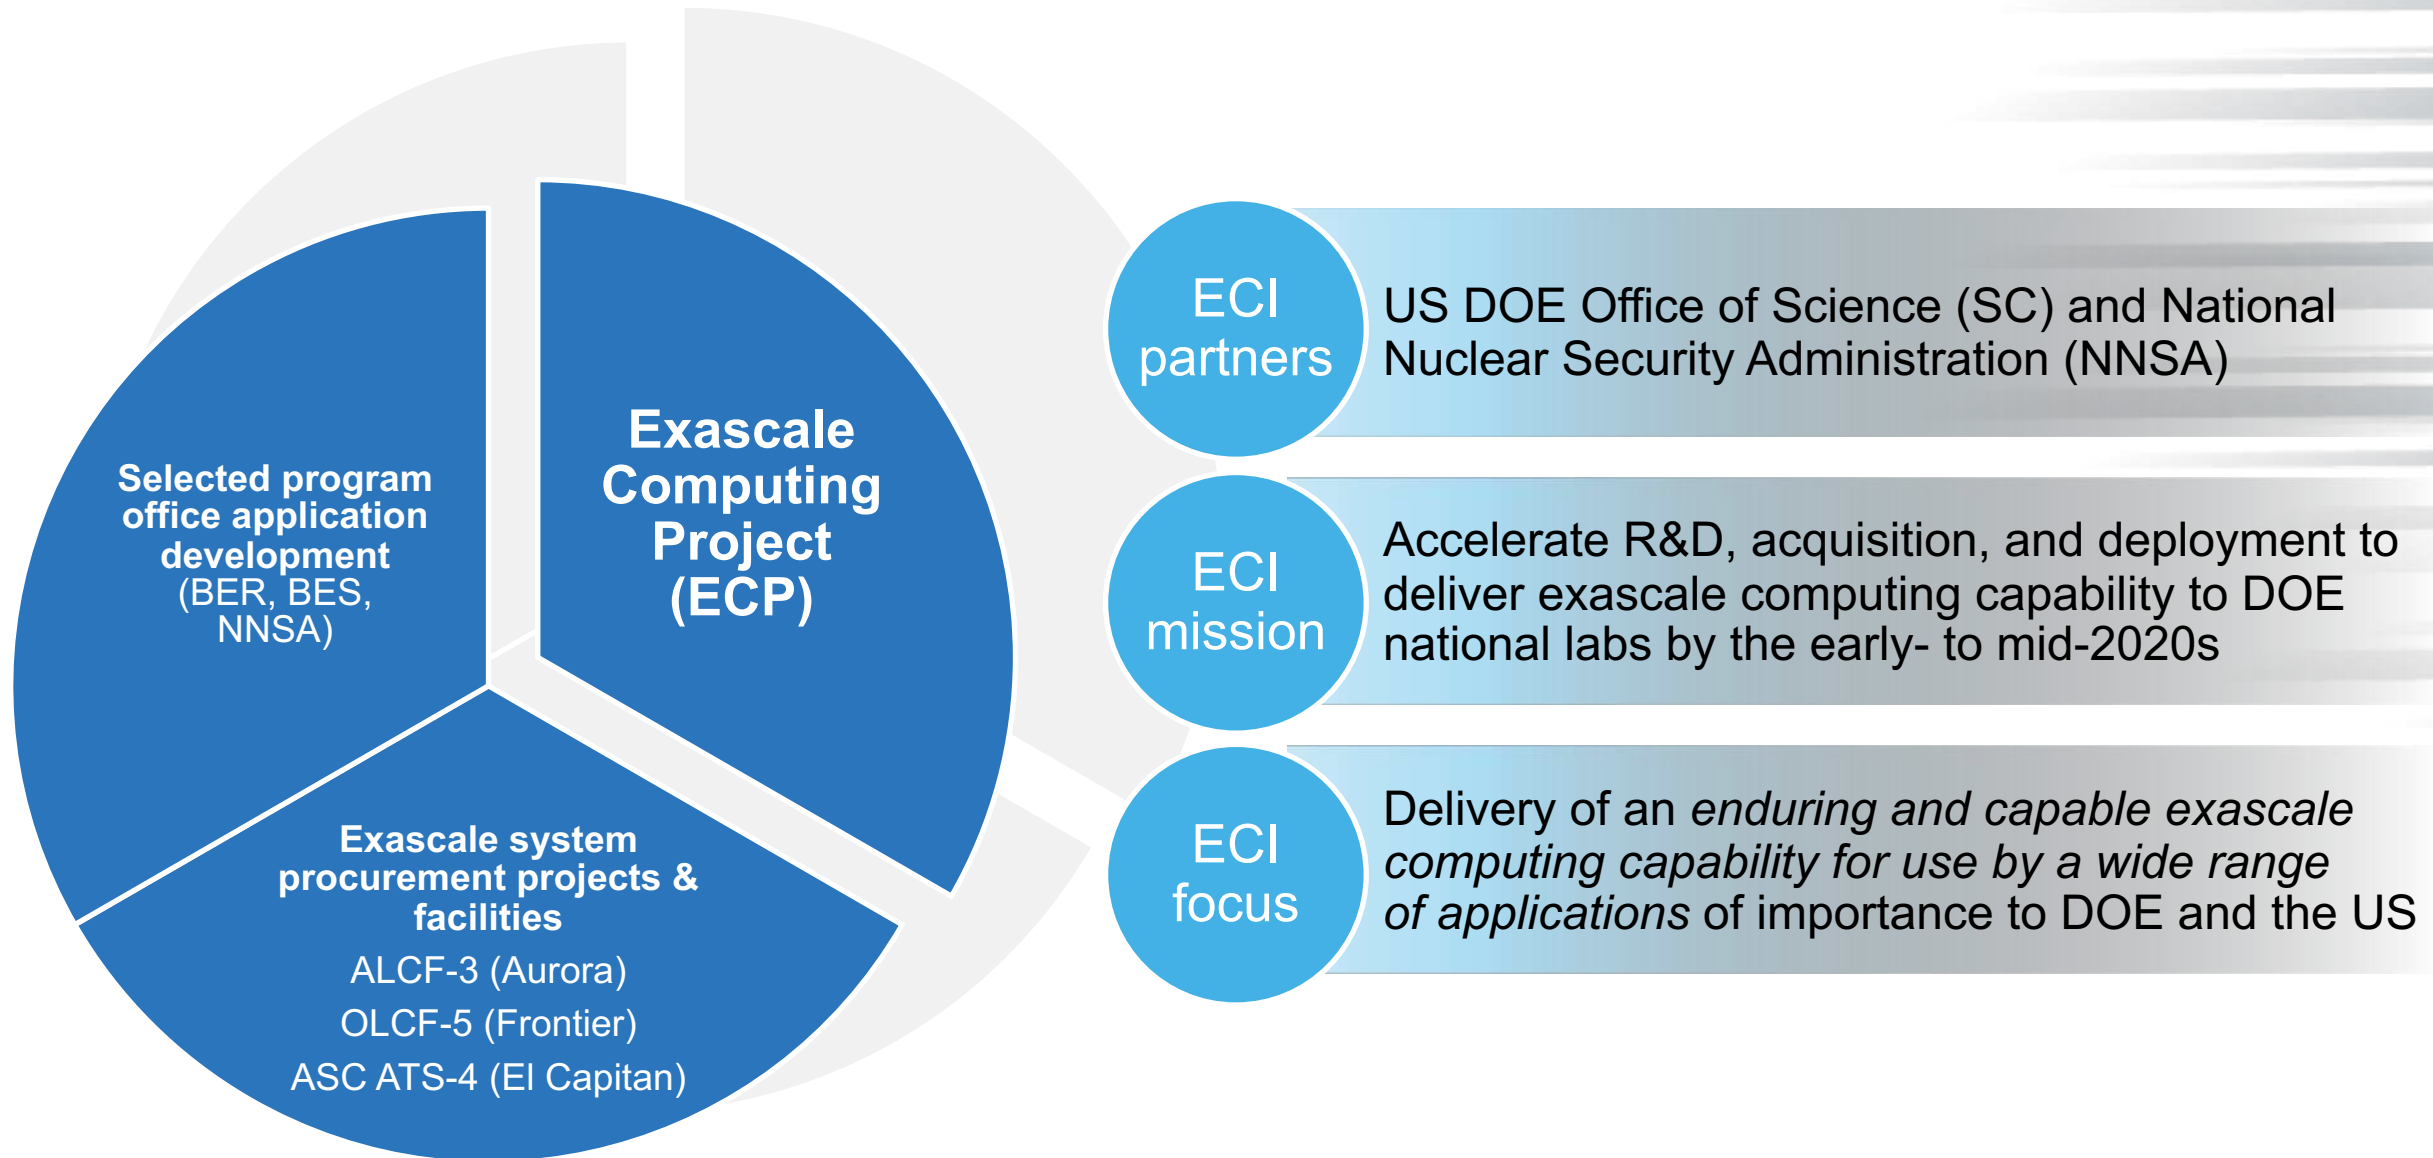 Selected program
office application
development
(BER, BES,
NNSA)
Exascale
Computing
Project
(ECP)
Exascale system
procurement projects &
facilities
ALCF-3 (Aurora)
OLCF-5 (Frontier)
ASC ATS-4 (El Capitan)
ECI
partners
US DOE Office of Science (SC) and National
Nuclear Security Administration (NNSA)
ECI
mission
Accelerate R&D, acquisition, and deployment to
deliver exascale computing capability to DOE
national labs by the early- to mid-2020s
ECI
focus
Delivery of an enduring and capable exascale
computing capability for use by a wide range
of applications of importance to DOE and the US